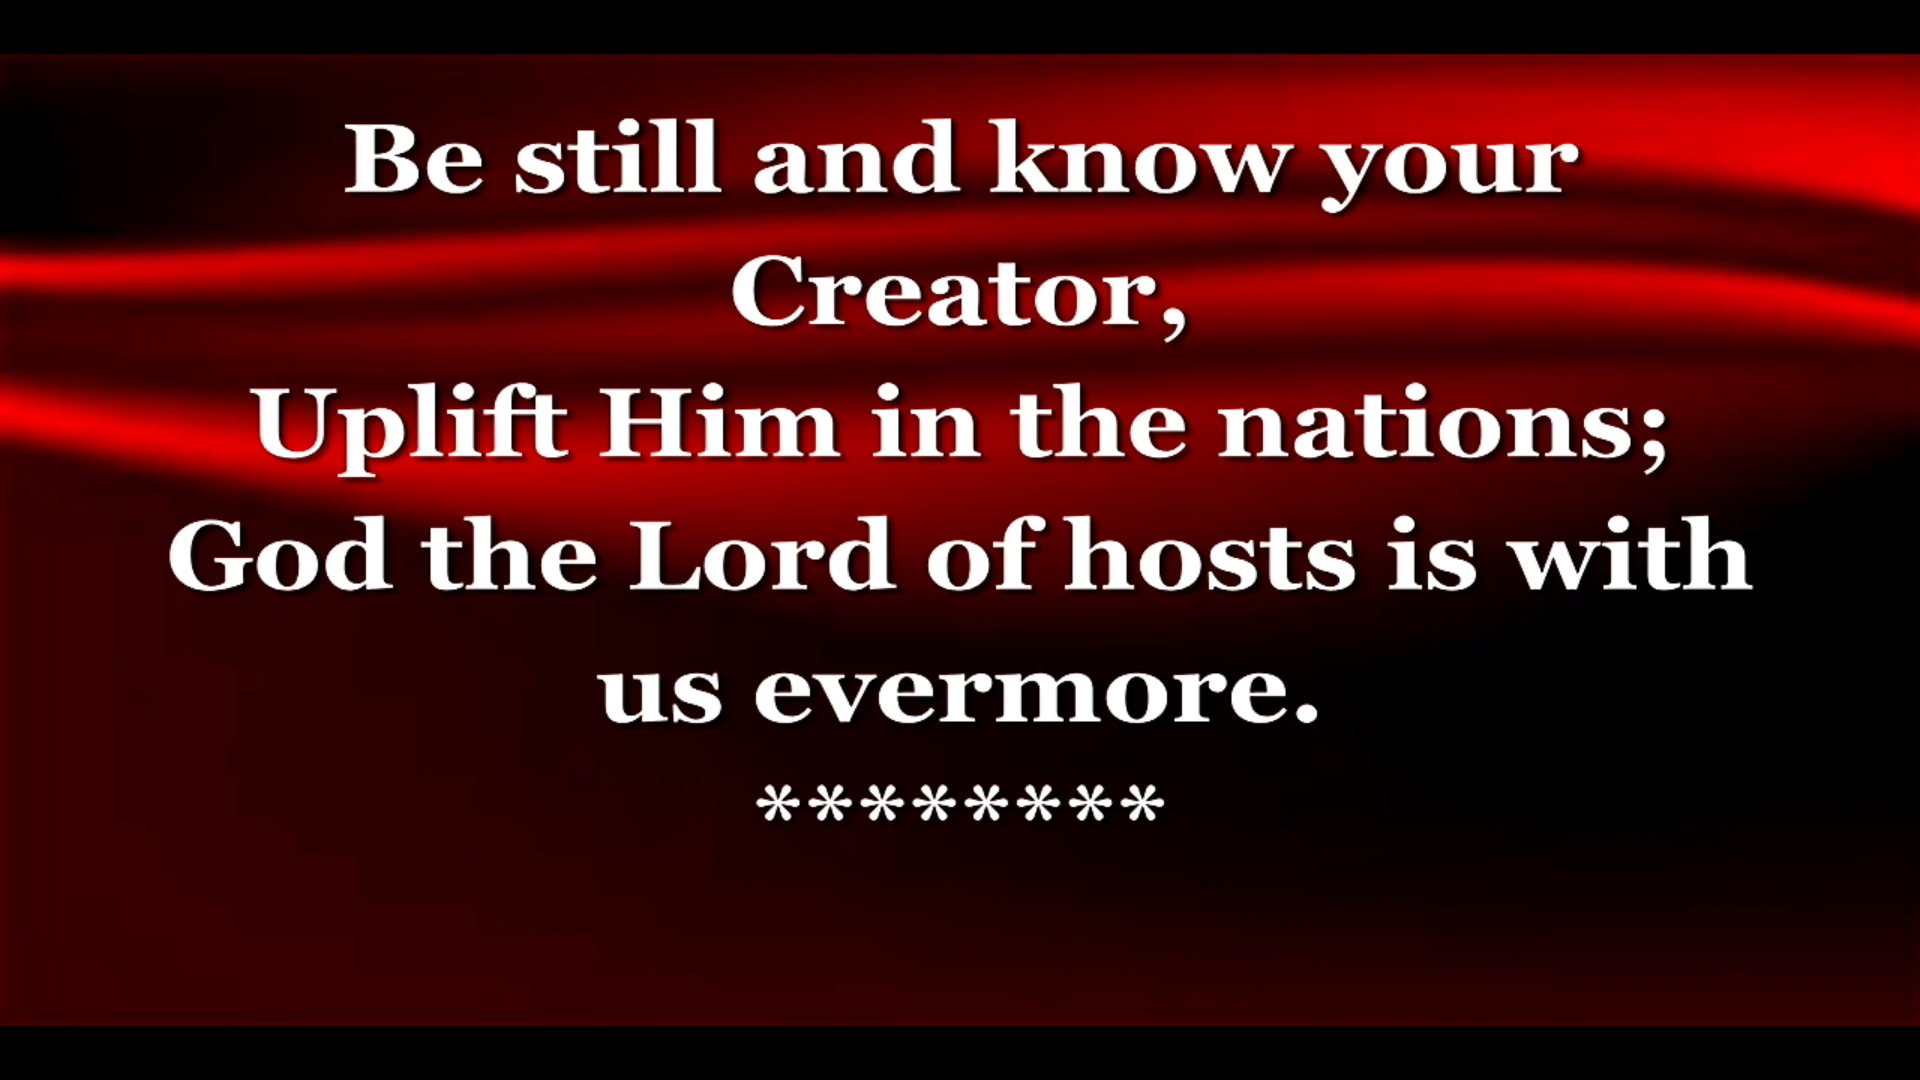 Be still and know your
Creator,
Uplift Him in the nations;
God the Lord of hosts is with
us evermore.
********